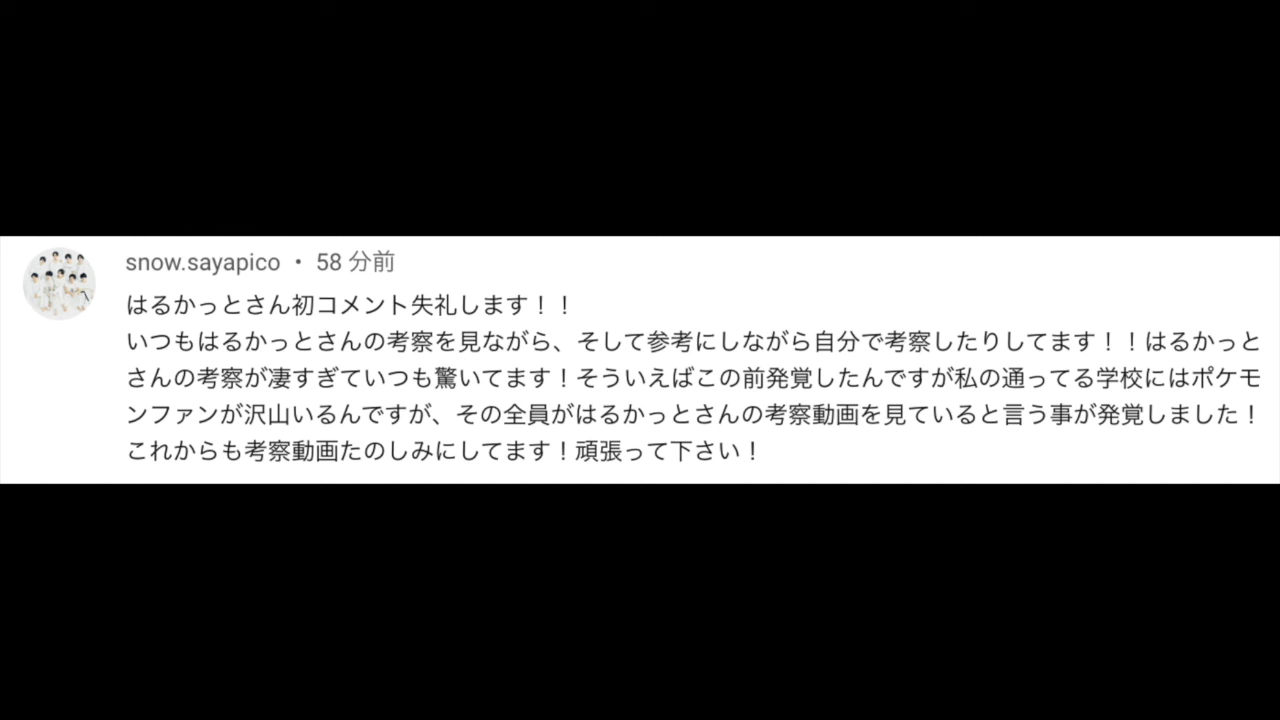 snow.sayapico・58 分前
はるかっとさん初コメント失礼します！！
いつもはるかっとさんの考察を見ながら、そして参考にしながら自分で考察したりしてます！！はるかっと
さんの考察が凄すぎていつも驚いてます！そういえばこの前発覚したんですが私の通ってる学校にはポケモ
ンファンが沢山いるんですが、その全員がはるかっとさんの考察動画を見ていると言う事が発覚しました！
これからも考察動画たのしみにしてます！頑張って下さい！